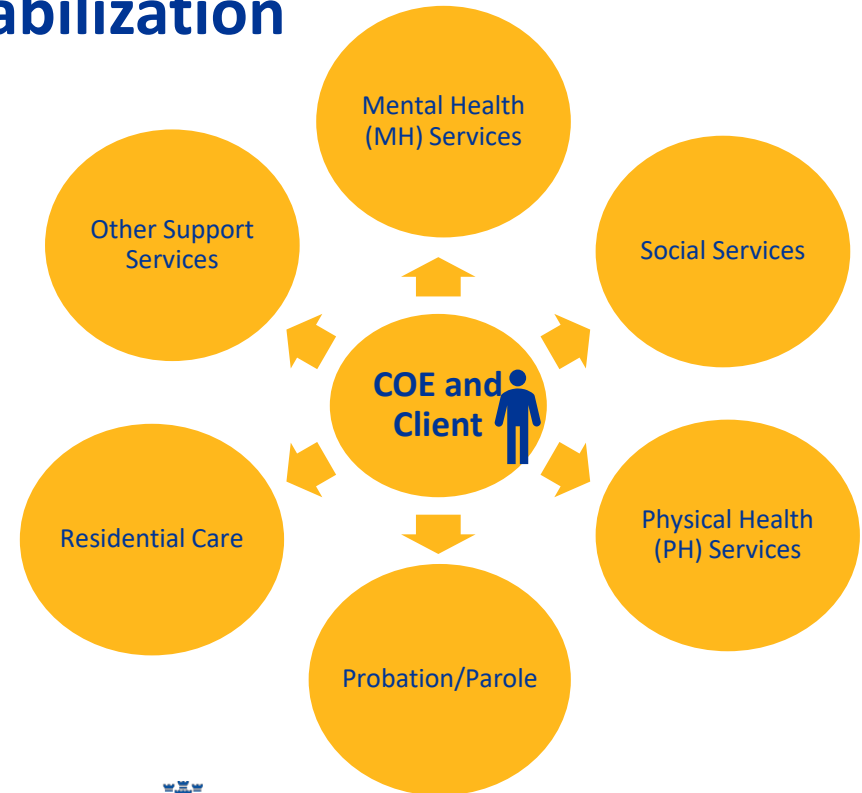 abilization
Mental Health
(MH) Services
Other Support
Services
Social Services
COE and
Client
Residential Care
Physical Health
(PH) Services
Probation/Parole